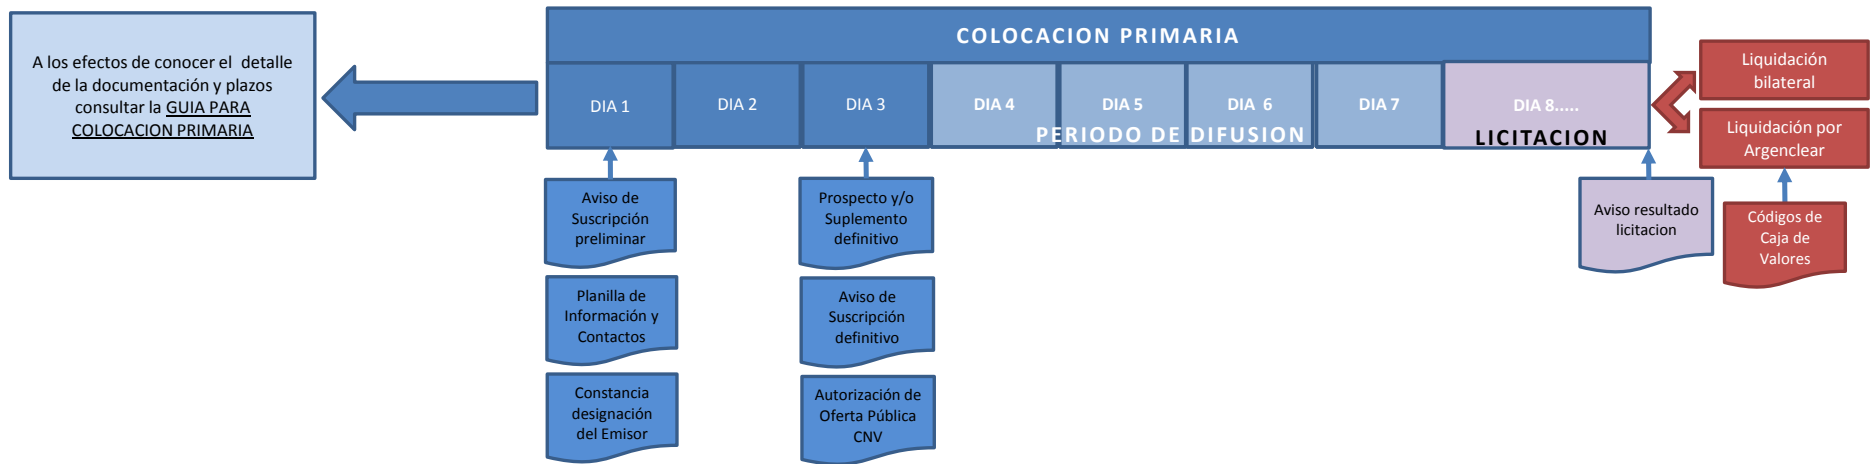 COLOCACION PRIMARIA
A los efectos de conocer el detalle
de la documentación y plazos
consultar la GUIA PARA
COLOCACION PRIMARIA
DIA 1
DIA 2
DIA 3
DIA 4
DIA 5
DIA 6
DIA 7
DIA 8.....
PERIODO DE DIFUSION
LICITACION
Liquidación
bilateral
Liquidación por
Argenclear
Aviso de
Suscripción
preliminar
Planilla de
Información y
Contactos
Constancia
designación
del Emisor
Prospecto y/o
Suplemento
definitivo
Aviso de
Suscripción
definitivo
Autorización de
Oferta Pública
CNV
Aviso resultado
licitacion
Códigos de
Caja de
Valores